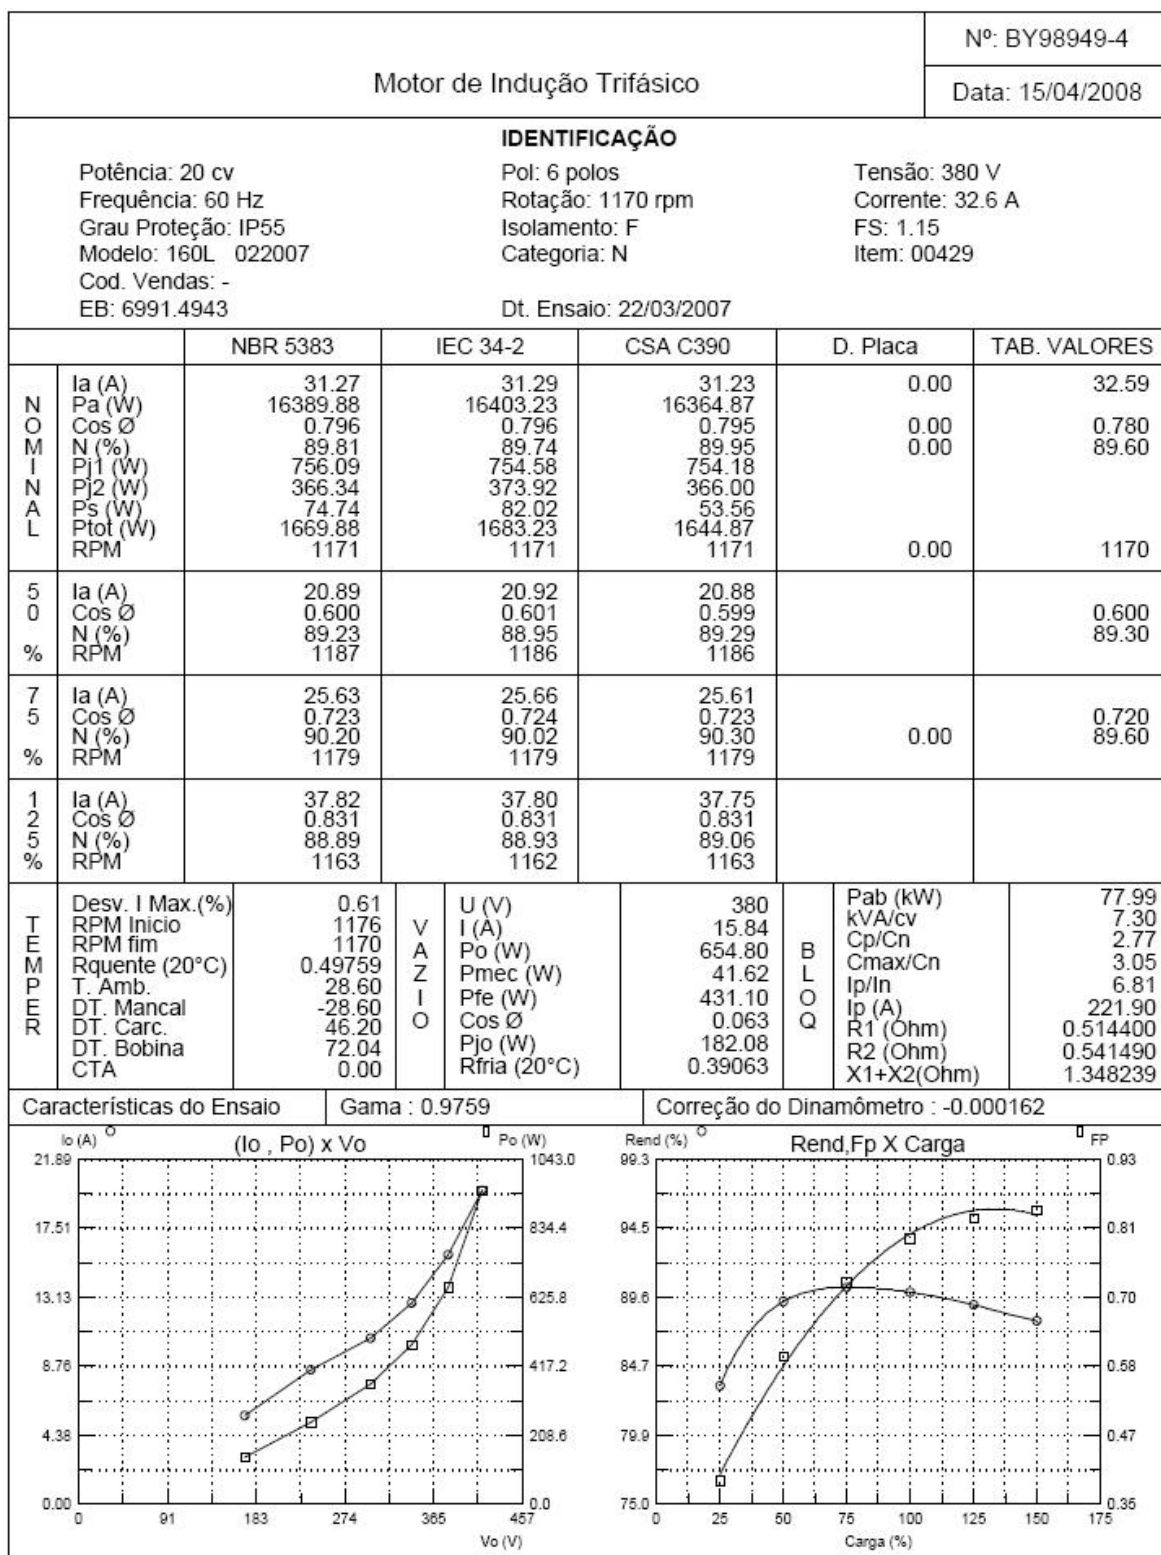 Motor de Indução Trifásico
Nº: BY98949-4
Data: 15/04/2008
IDENTIFICAÇÃO
Potência: 20 cv Pol: 6 polos Tensão: 380 V
Frequência: 60 Hz Rotação: 1170 rpm Corrente: 32.6 A
Grau Proteção: IP55 Isolamento: F FS: 1.15
Modelo: 160L 022007 Categoria: N Item: 00429
Cod. Vendas: -
EB: 6991.4943 Dt. Ensaio: 22/03/2007
NBR 5383 IEC 34-2 CSA C390 D. Placa TAB. VALORES
NOMINAL
Ia (A) 31.27 31.29 31.23 0.00 32.59
Pa (W) 16389.88 16403.23 16364.87
Cos Ø 0.796 0.796 0.795 0.00 0.780
N (%) 89.81 89.74 89.95 0.00 89.60
Pj1 (W) 756.09 754.58 754.18
Pj2 (W) 366.34 373.92 366.00
Ps (W) 74.74 82.02 53.56
Ptot (W) 1669.88 1683.23 1644.87
RPM 1171 1171 1171 0.00 1170
50 %
Ia (A) 20.89 20.92 20.88
Cos Ø 0.600 0.601 0.599 0.600
N (%) 89.23 88.95 89.29 89.30
RPM 1187 1186 1186
75 %
Ia (A) 25.63 25.66 25.61
Cos Ø 0.723 0.724 0.723 0.720
N (%) 90.20 90.02 90.30 0.00 89.60
RPM 1179 1179 1179
125 %
Ia (A) 37.82 37.80 37.75
Cos Ø 0.831 0.831 0.831
N (%) 88.89 88.93 89.06
RPM 1163 1162 1163
TEMPER
Desv. I Max.(%) 0.61
RPM Inicio 1176
RPM fim 1170
Rquente (20°C) 0.49759
T. Amb. 28.60
DT. Mancal -28.60
DT. Carc. 46.20
DT. Bobina 72.04
CTA 0.00
VAZIO
U (V) 380
I (A) 15.84
Po (W) 654.80
Pmec (W) 41.62
Pfe (W) 431.10
Cos Ø 0.063
Pjo (W) 182.08
Rfria (20°C) 0.39063
BLOQ
Pab (kW) 77.99
kVA/cv 7.30
Cp/Cn 2.77
Cmax/Cn 3.05
Ip/In 6.81
Ip (A) 221.90
R1 (Ohm) 0.514400
R2 (Ohm) 0.541490
X1+X2(Ohm) 1.348239
Características do Ensaio Gama : 0.9759 Correção do Dinamômetro : -0.000162
Io (A) (Io , Po) x Vo Po (W)
21.89 1043.0
17.51 834.4
13.13 625.8
8.76 417.2
4.38 208.6
0.00 0.0
0 91 183 274 365 457
Vo (V)
Rend (%) Rend,Fp X Carga FP
99.3 0.93
94.5 0.81
89.6 0.70
84.7 0.58
79.9 0.47
75.0 0.35
0 25 50 75 100 125 150 175
Carga (%)